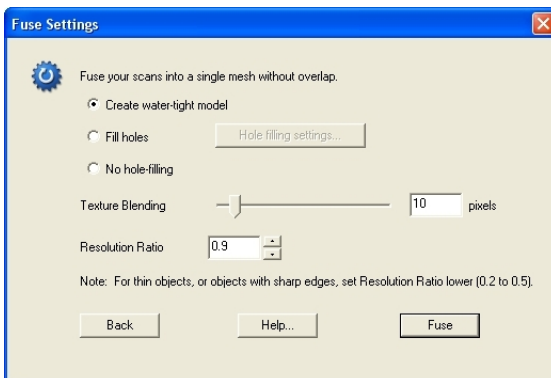 Fuse Settings
Fuse your scans into a single mesh without overlap.
Create water-tight model
Fill holes
Hole filling settings...
No hole-filling
Texture Blending
10
pixels
Resolution Ratio
0.9
Note: For thin objects, or objects with sharp edges, set Resolution Ratio lower (0.2 to 0.5).
Back
Help...
Fuse